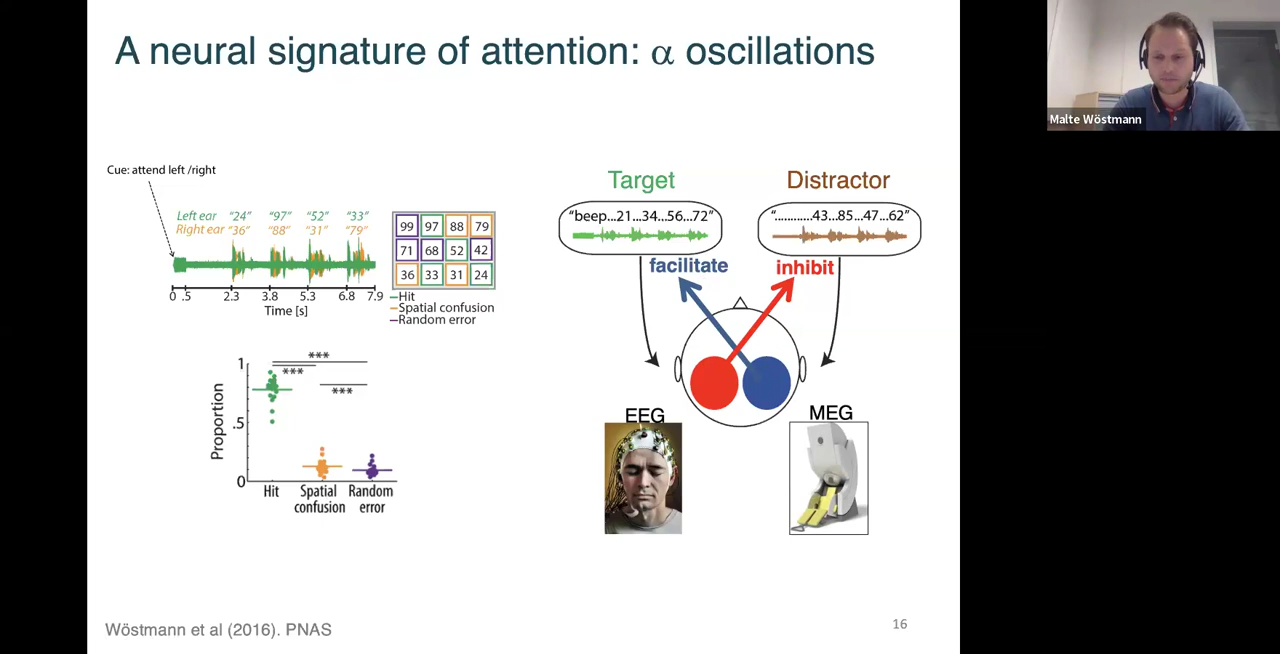 A neural signature of attention: α oscillations
Malte Wöstmann
Cue: attend left /right
Left ear "24" "97" "52" "33"
Right ear "36" "88" "31" "79"
0 .5 2.3 3.8 5.3 6.8 7.9
Time [s]
99 97 88 79
71 68 52 42
36 33 31 24
Hit
Spatial confusion
Random error
***
***
***
Proportion
1
.5
0
Hit
Spatial confusion
Random error
Target
"beep...21...34...56...72"
facilitate
Distractor
"............43...85...47...62"
inhibit
EEG
MEG
Wöstmann et al (2016). PNAS
16